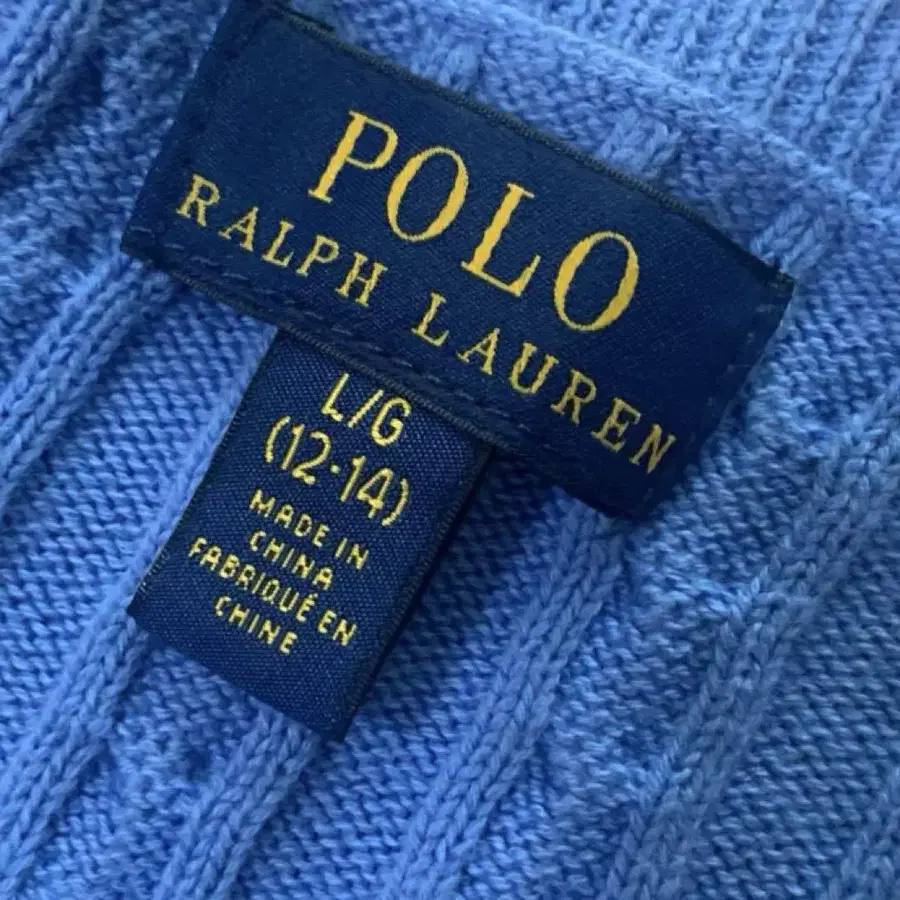 POLO
RALPH LAUREN
L/G
(12-14)
MADE IN
CHINA
FABRIQUÉ EN
CHINE